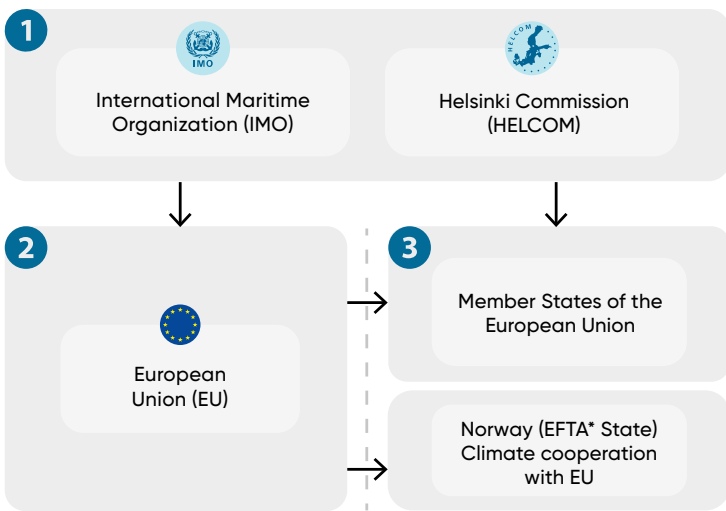 1
IMO
International Maritime
Organization (IMO)
HELCOM
Helsinki Commission
(HELCOM)
2
European
Union (EU)
3
Member States of the
European Union
Norway (EFTA* State)
Climate cooperation
with EU